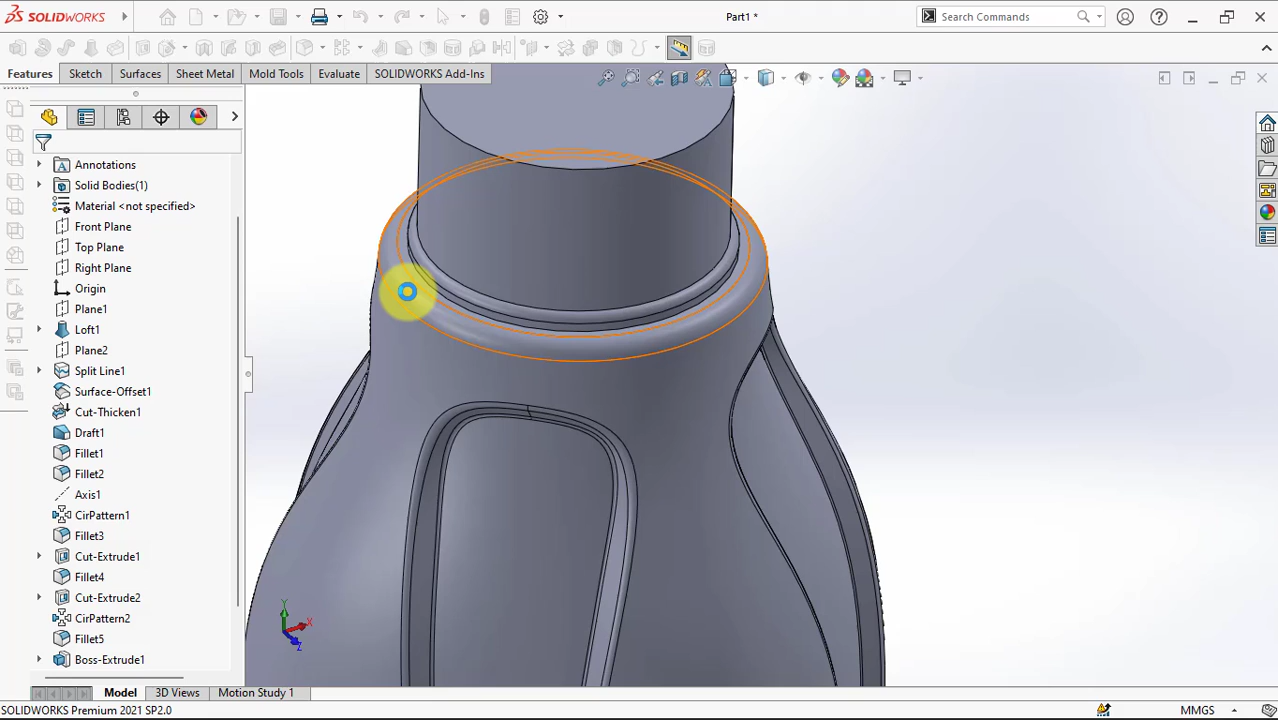 SOLIDWORKS
Part1 *
Search Commands
Features
Sketch
Surfaces
Sheet Metal
Mold Tools
Evaluate
SOLIDWORKS Add-Ins
Annotations
Solid Bodies(1)
Material <not specified>
Front Plane
Top Plane
Right Plane
Origin
Plane1
Loft1
Plane2
Split Line1
Surface-Offset1
Cut-Thicken1
Draft1
Fillet1
Fillet2
Axis1
CirPattern1
Fillet3
Cut-Extrude1
Fillet4
Cut-Extrude2
CirPattern2
Fillet5
Boss-Extrude1
Y
X
Z
Model
3D Views
Motion Study 1
SOLIDWORKS Premium 2021 SP2.0
MMGS